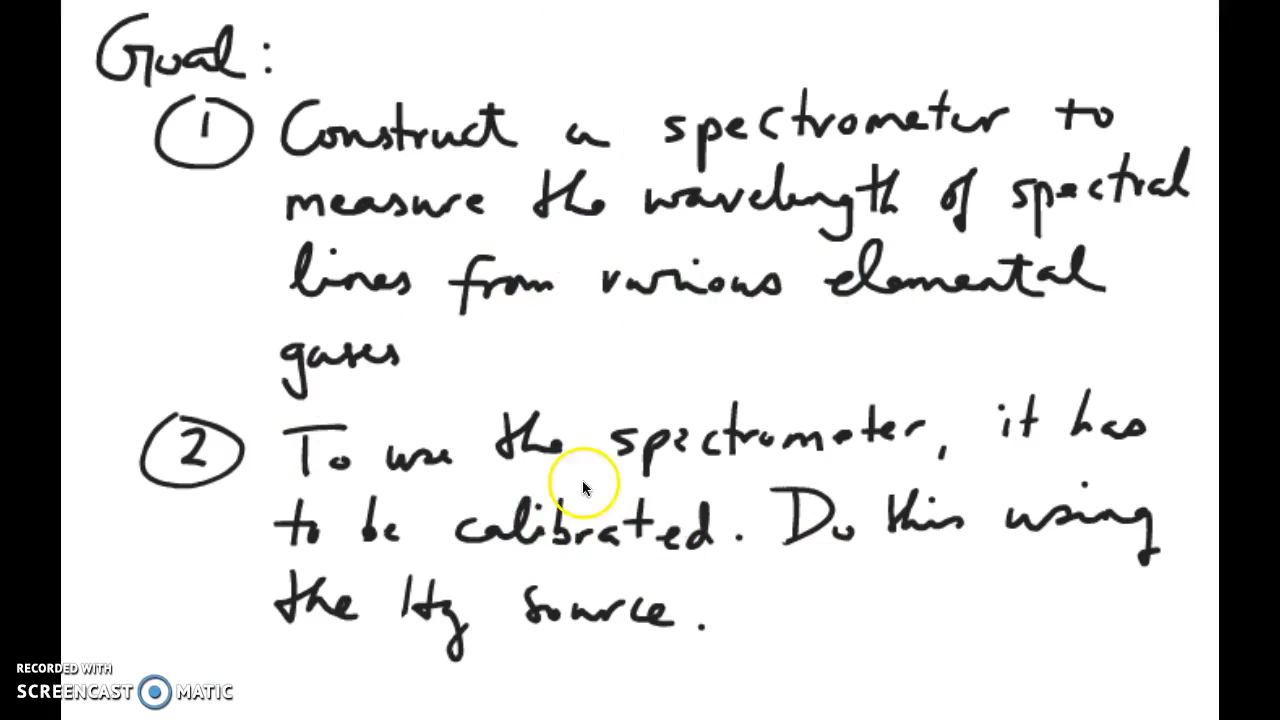 Goal:
① Construct a spectrometer to
measure the wavelength of spectral
lines from various elemental
gases
② To use the spectrometer, it has
to be calibrated. Do this using
the Hg source.
RECORDED WITH
SCREENCAST MATIC